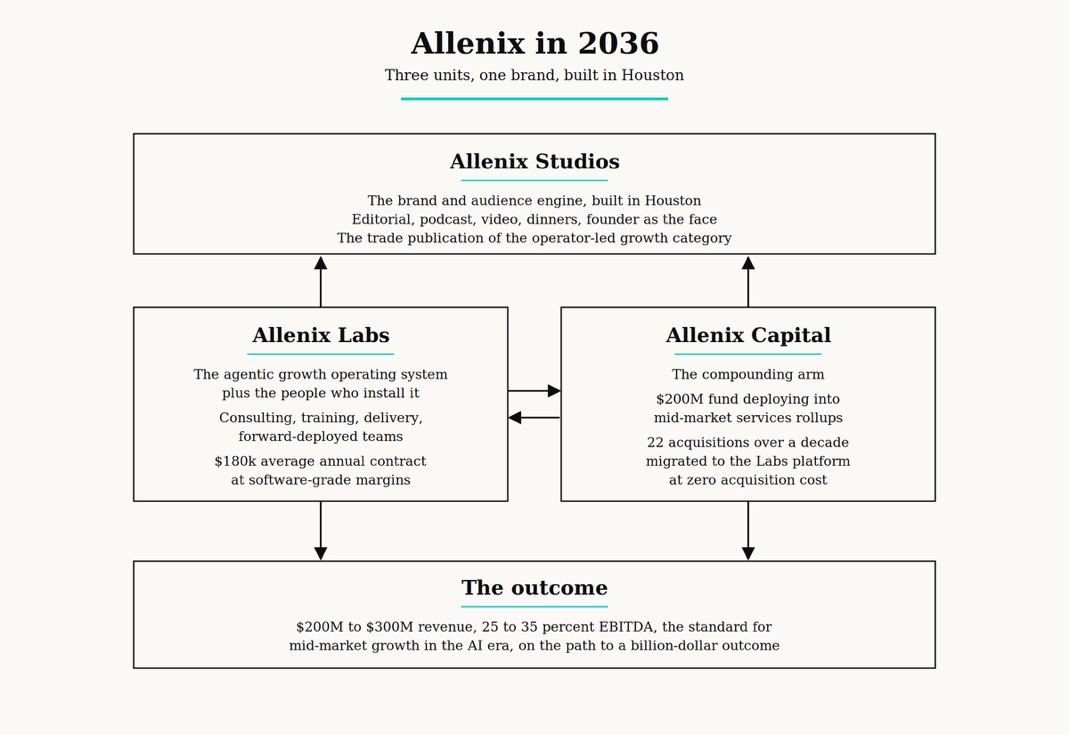 Allenix in 2036
Three units, one brand, built in Houston
Allenix Studios
The brand and audience engine, built in Houston
Editorial, podcast, video, dinners, founder as the face
The trade publication of the operator-led growth category
Allenix Labs
The agentic growth operating system
plus the people who install it
Consulting, training, delivery,
forward-deployed teams
$180k average annual contract
at software-grade margins
Allenix Capital
The compounding arm
$200M fund deploying into
mid-market services rollups
22 acquisitions over a decade
migrated to the Labs platform
at zero acquisition cost
The outcome
$200M to $300M revenue, 25 to 35 percent EBITDA, the standard for
mid-market growth in the AI era, on the path to a billion-dollar outcome